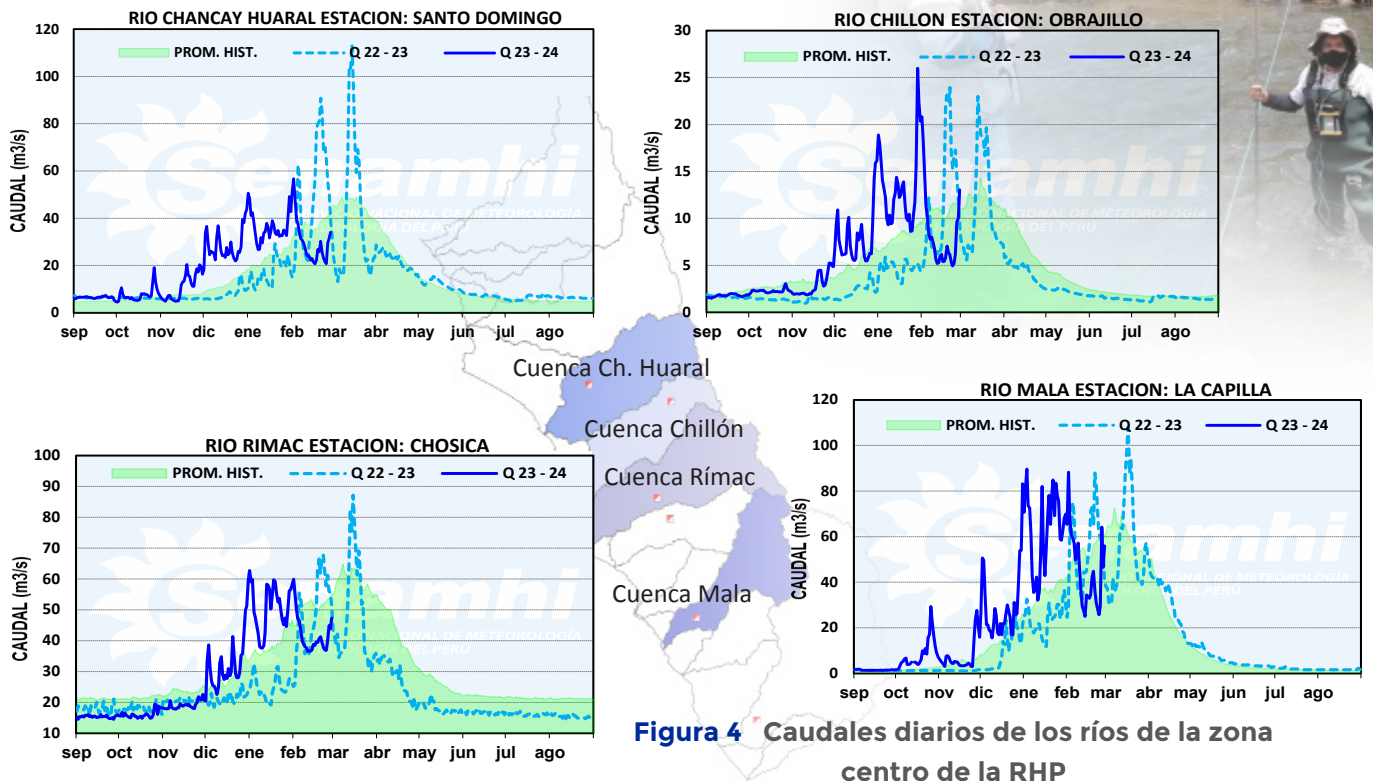 RIO CHANCAY HUARAL ESTACION: SANTO DOMINGO
PROM. HIST. Q 22 - 23 Q 23 - 24
CAUDAL (m3/s)
120
100
80
60
40
20
0
sep oct nov dic ene feb mar abr may jun jul ago
RIO CHILLON ESTACION: OBRAJILLO
PROM. HIST. Q 22 - 23 Q 23 - 24
CAUDAL (m3/s)
30
25
20
15
10
5
0
sep oct nov dic ene feb mar abr may jun jul ago
Cuenca Ch. Huaral
Cuenca Chillón
Cuenca Rímac
Cuenca Mala
RIO RIMAC ESTACION: CHOSICA
PROM. HIST. Q 22 - 23 Q 23 - 24
CAUDAL (m3/s)
100
90
80
70
60
50
40
30
20
10
sep oct nov dic ene feb mar abr may jun jul ago
RIO MALA ESTACION: LA CAPILLA
PROM. HIST. Q 22 - 23 Q 23 - 24
CAUDAL (m3/s)
120
100
80
60
40
20
0
sep oct nov dic ene feb mar abr may jun jul ago
Figura 4 Caudales diarios de los ríos de la zona
centro de la RHP